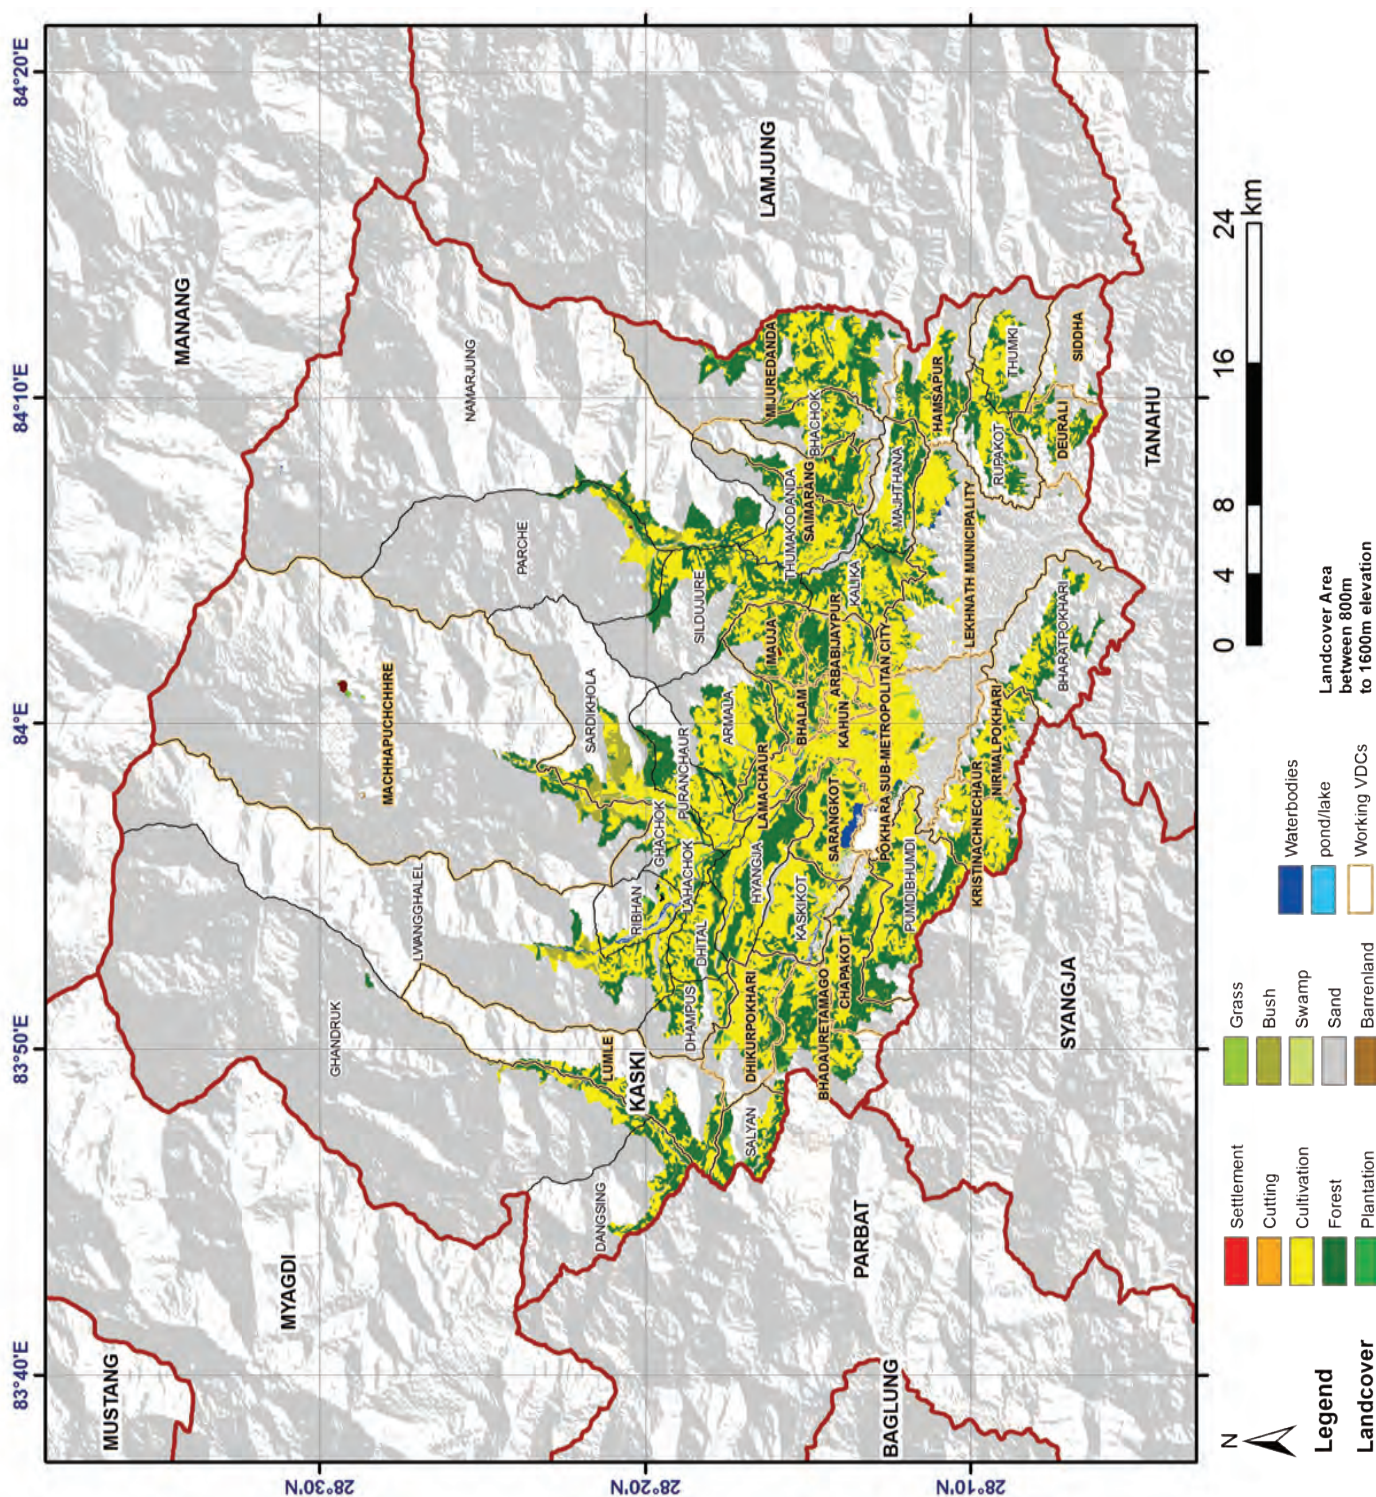 83°40'E
83°50'E
84°E
84°10'E
84°20'E
28°30'N
28°20'N
28°10'N
MUSTANG
MYAGDI
MANANG
LAMJUNG
TANAHU
SYANGJA
PARBAT
BAGLUNG
KASKI
GHANDRUK
LWANGGHALEL
MACHHAPUCHCHHRE
NAMARJUNG
PARCHE
SARDIKHOLA
SILDUJURE
DANGSING
LUMLE
RIBHAN
GHACHOK
PURANCHAUR
LAHACHOK
DHITAL
DHAMPUS
ARMALA
MAUJA
MIJUREDANDA
BHACHOK
THUMAKODANDA
SAIMARANG
SALYAN
DHIKURPOKHARI
HYANGJA
LAMACHAUR
BHALAM
KAHUN
ARBABIJAYPUR
KALIKA
MAJHTHANA
HAMSAPUR
THUMKI
SIDDHA
RUPAKOT
DEURALI
KASKIKOT
SARANGKOT
BHADAURETAMAGO
CHAPAKOT
PUMDIBHUMDI
POKHARA SUB-METROPOLITAN CITY
LEKHNATH MUNICIPALITY
KRISTINACHNECHAUR
NIRMALPOKHARI
BHARATPOKHARI
N
0 4 8 16 24
km
Legend
Landcover
Settlement
Cutting
Cultivation
Forest
Plantation
Grass
Bush
Swamp
Sand
Barrenland
Waterbodies
pond/lake
Working VDCs
Landcover Area
between 800m
to 1600m elevation